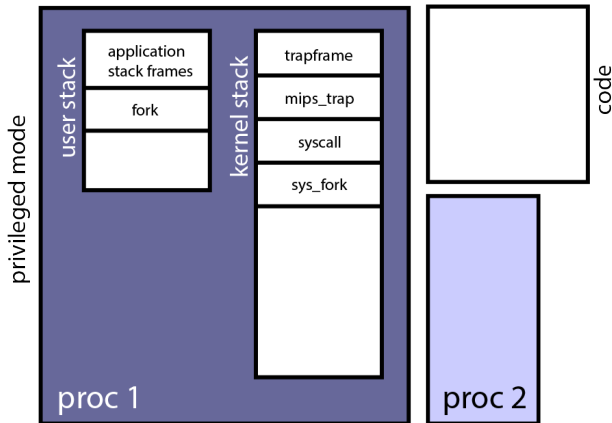 privileged mode
user stack
application
stack frames
fork
kernel stack
trapframe
mips_trap
syscall
sys_fork
proc 1
code
proc 2